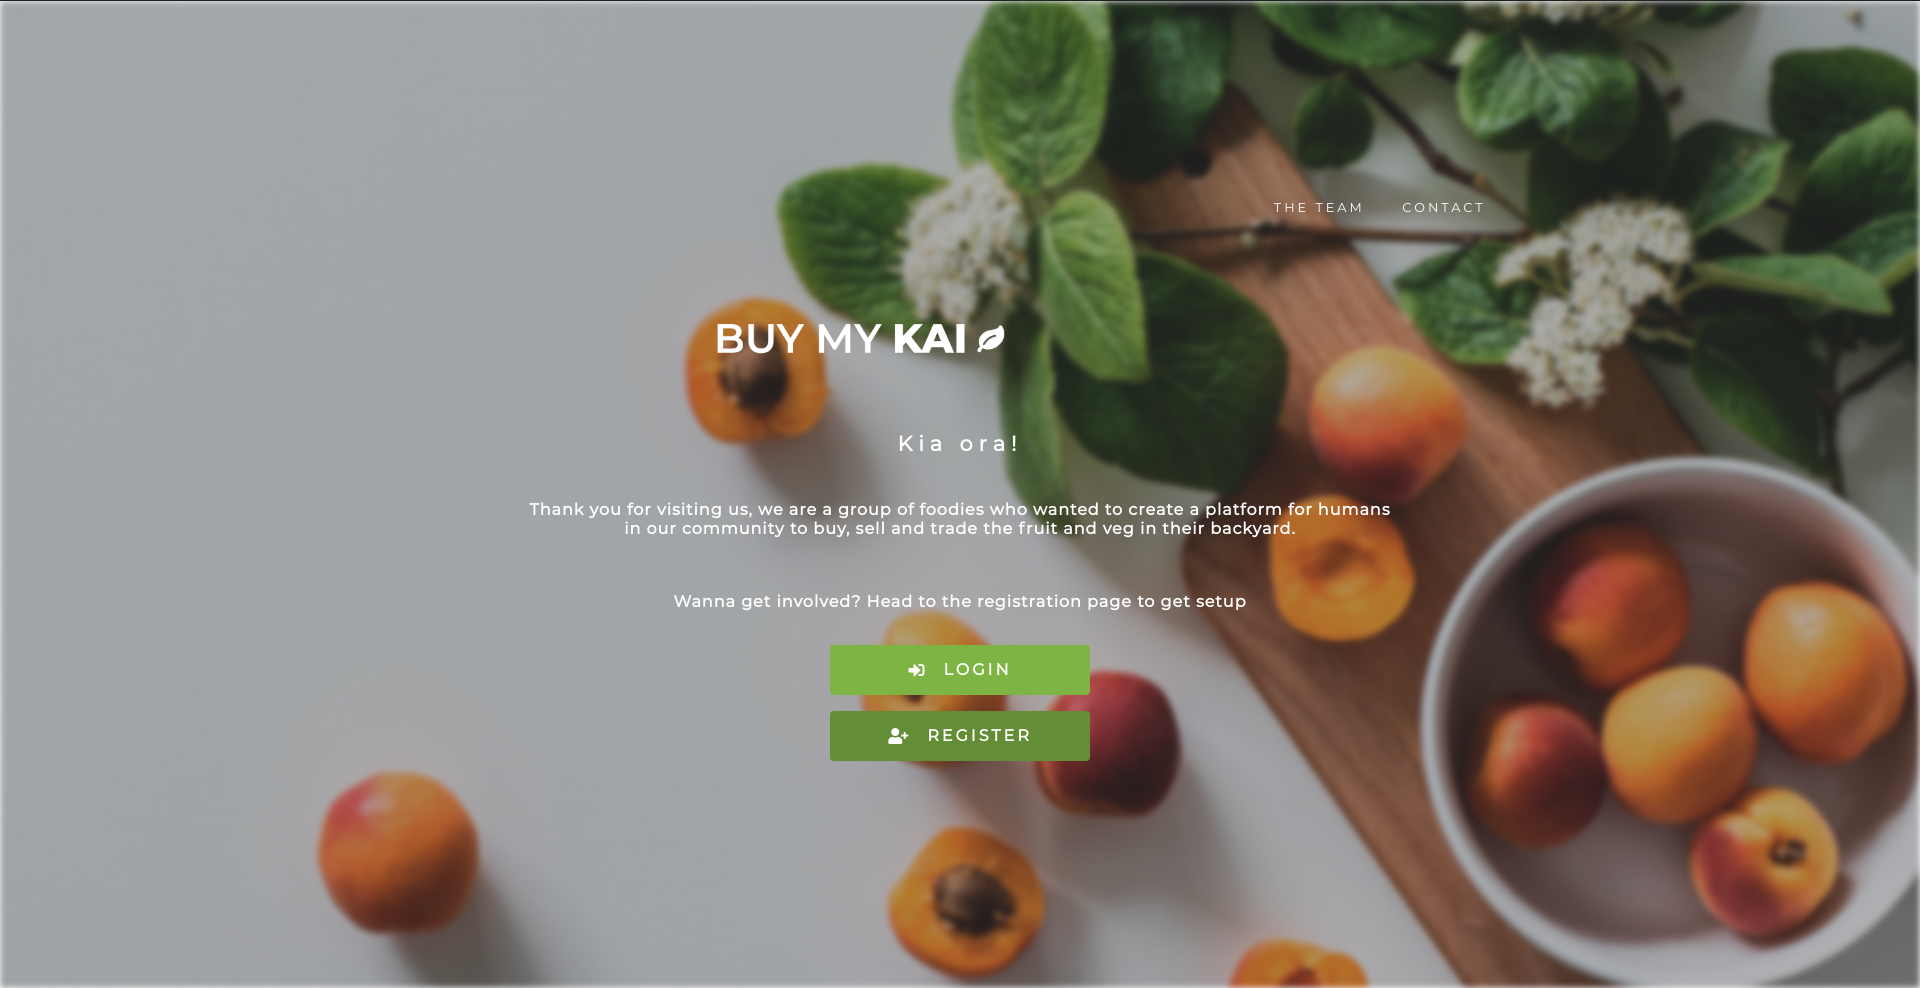 THE TEAM CONTACT
BUY MY KAI
Kia ora!
Thank you for visiting us, we are a group of foodies who wanted to create a platform for humans
in our community to buy, sell and trade the fruit and veg in their backyard.
Wanna get involved? Head to the registration page to get setup
LOGIN
REGISTER